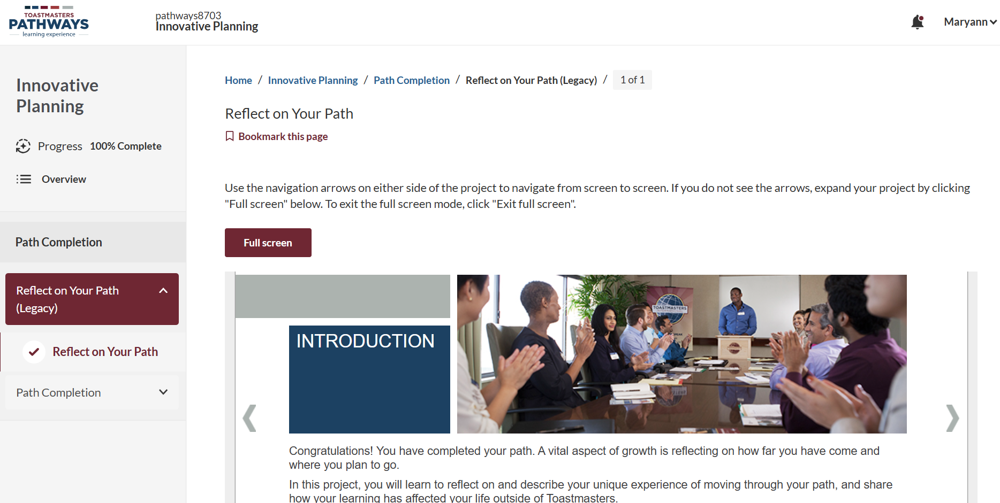 TOASTMASTERS
PATHWAYS
learning experience
pathways8703
Innovative Planning
Maryann
Innovative
Planning
Progress 100% Complete
Overview
Path Completion
Reflect on Your Path
(Legacy)
Reflect on Your Path
Path Completion
Home / Innovative Planning / Path Completion / Reflect on Your Path (Legacy) / 1 of 1
Reflect on Your Path
Bookmark this page
Use the navigation arrows on either side of the project to navigate from screen to screen. If you do not see the arrows, expand your project by clicking
"Full screen" below. To exit the full screen mode, click "Exit full screen".
Full screen
INTRODUCTION
TOASTMASTERS
INTERNATIONAL
Congratulations! You have completed your path. A vital aspect of growth is reflecting on how far you have come and
where you plan to go.
In this project, you will learn to reflect on and describe your unique experience of moving through your path, and share
how your learning has affected your life outside of Toastmasters.